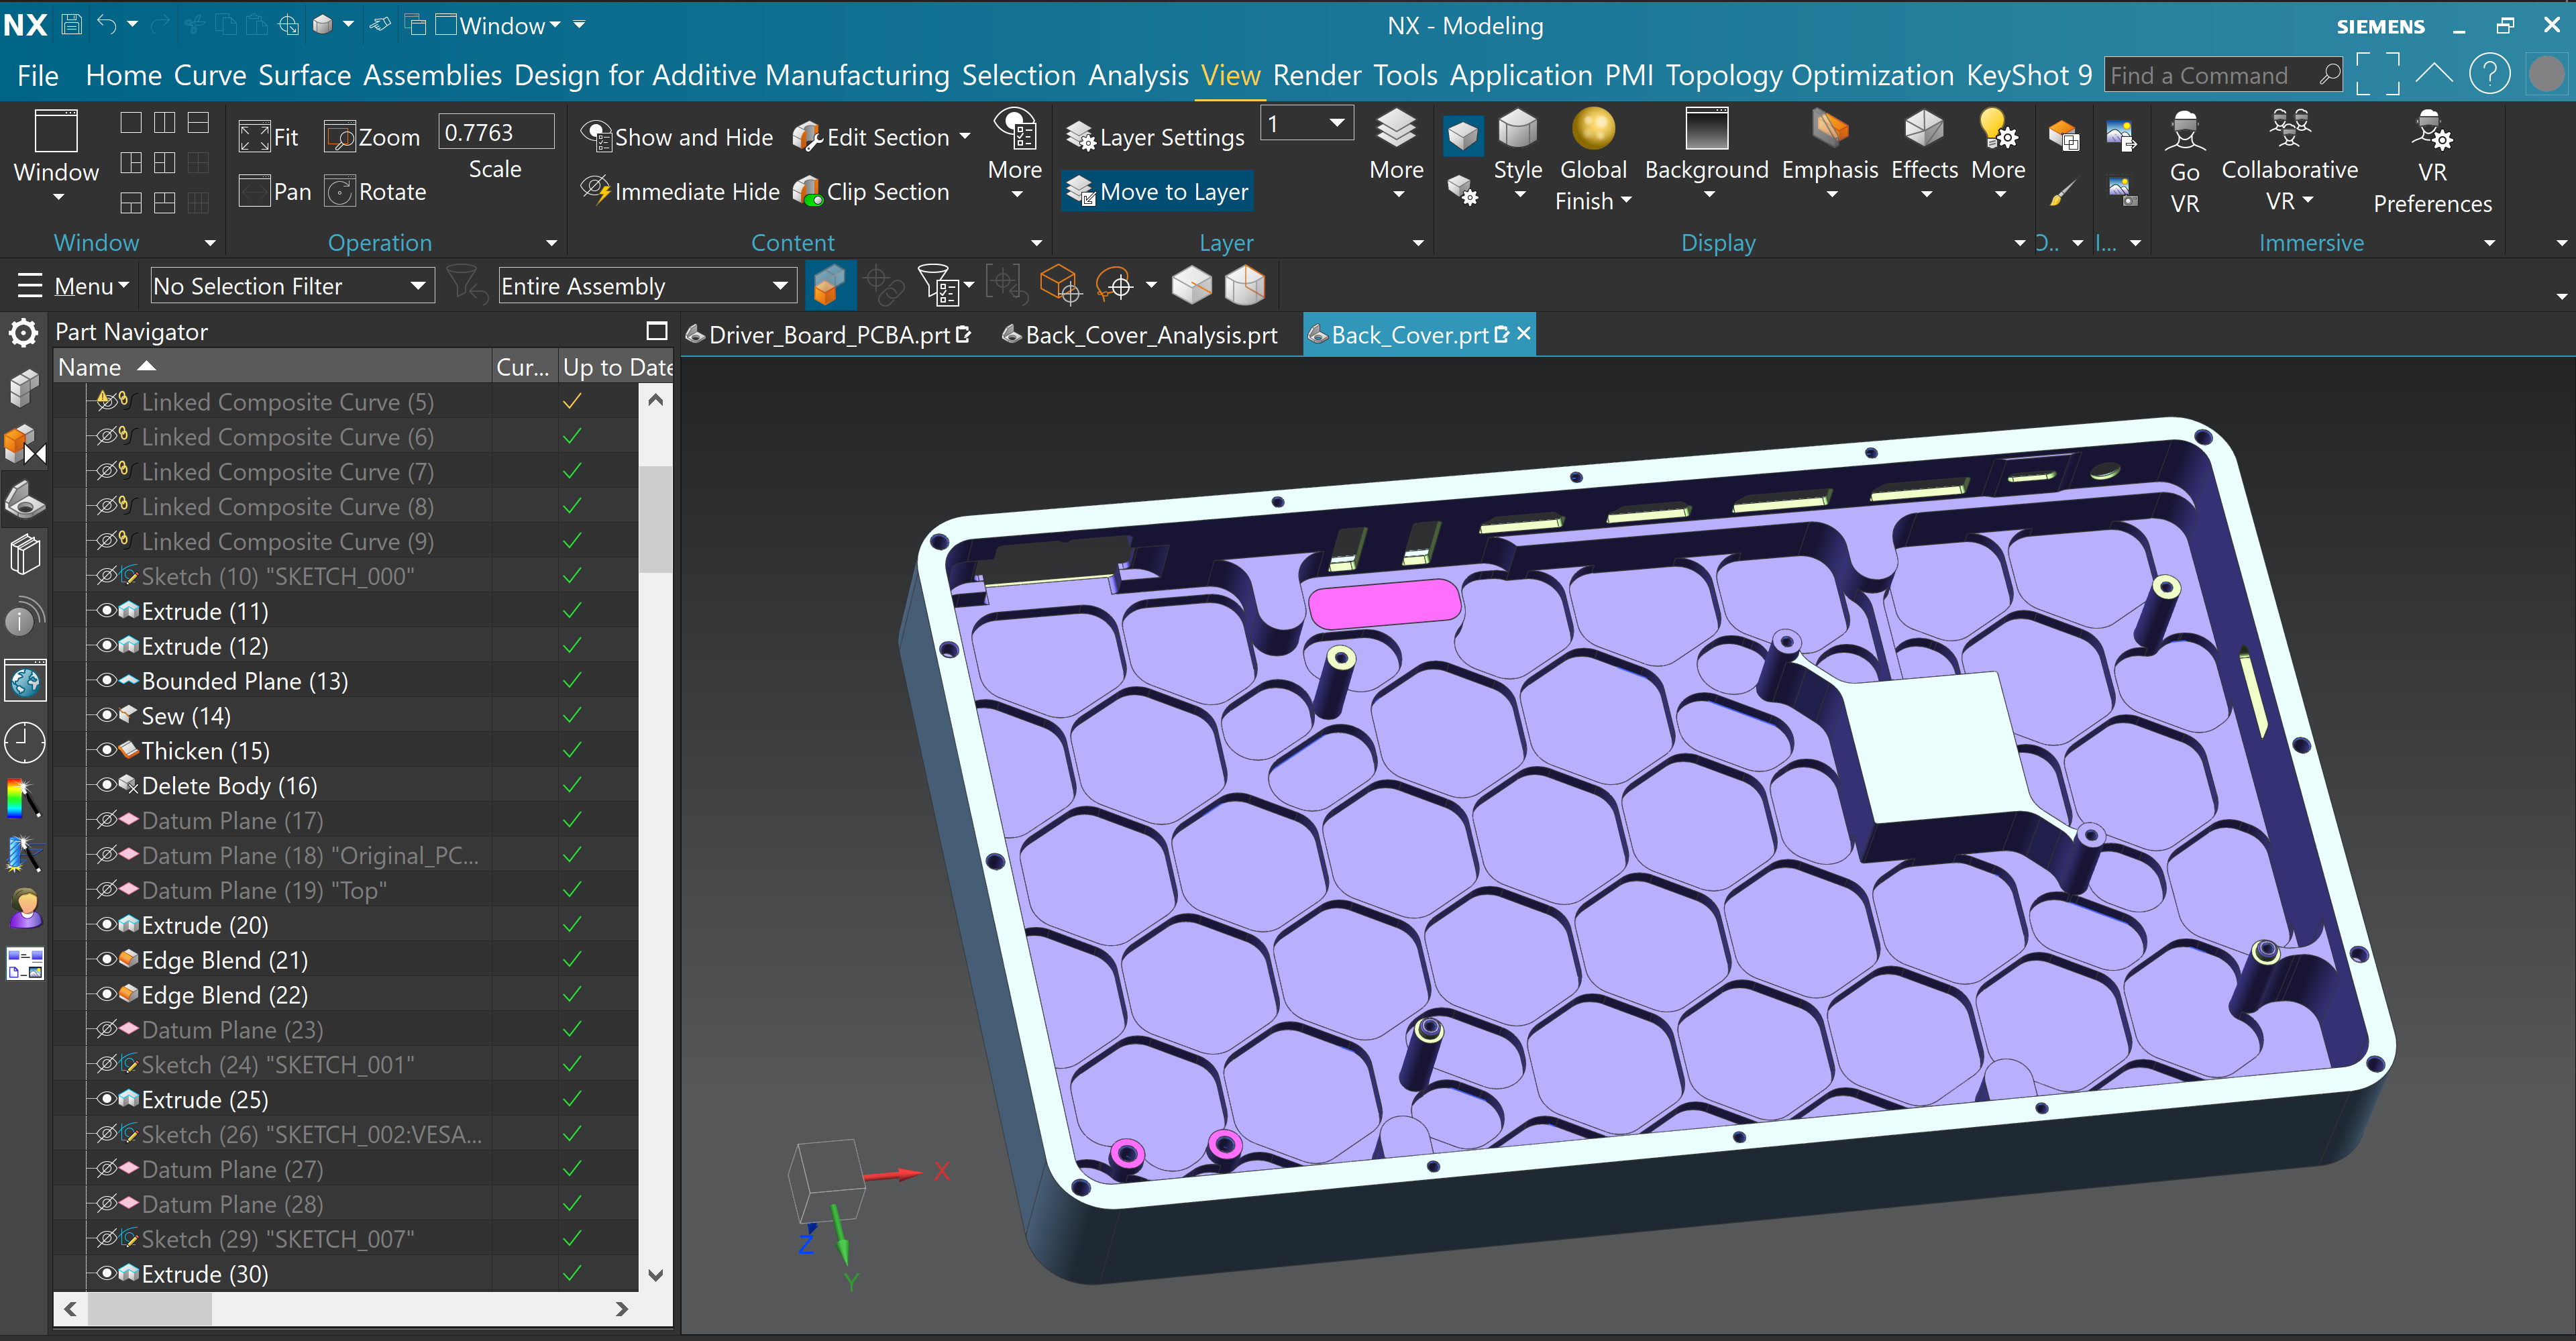 NX
Window
NX - Modeling
SIEMENS
File Home Curve Surface Assemblies Design for Additive Manufacturing Selection Analysis View Render Tools Application PMI Topology Optimization KeyShot 9 Find a Command
Window
Fit
Zoom
0.7763
Scale
Pan
Rotate
Show and Hide
Edit Section
Immediate Hide
Clip Section
More
Layer Settings
1
Move to Layer
More
Style
Global Finish
Background
Emphasis
Effects
More
Go VR
Collaborative VR
VR Preferences
Window Operation Content Layer Display D.. I... Immersive
Menu No Selection Filter Entire Assembly
Part Navigator
Driver_Board_PCBA.prt Back_Cover_Analysis.prt Back_Cover.prt
Name Cur... Up to Date
Linked Composite Curve (5)
Linked Composite Curve (6)
Linked Composite Curve (7)
Linked Composite Curve (8)
Linked Composite Curve (9)
Sketch (10) "SKETCH_000"
Extrude (11)
Extrude (12)
Bounded Plane (13)
Sew (14)
Thicken (15)
Delete Body (16)
Datum Plane (17)
Datum Plane (18) "Original_PC...
Datum Plane (19) "Top"
Extrude (20)
Edge Blend (21)
Edge Blend (22)
Datum Plane (23)
Sketch (24) "SKETCH_001"
Extrude (25)
Sketch (26) "SKETCH_002:VESA...
Datum Plane (27)
Datum Plane (28)
Sketch (29) "SKETCH_007"
Extrude (30)
X
Z
Y